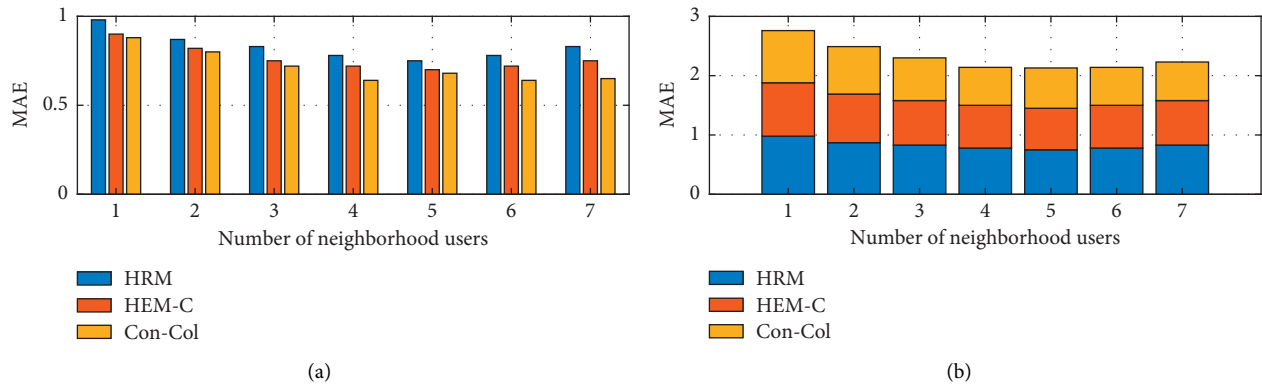 1
0.5
0
MAE
1 2 3 4 5 6 7
Number of neighborhood users
HRM
HEM-C
Con-Col
(a)
3
2
1
0
MAE
1 2 3 4 5 6 7
Number of neighborhood users
HRM
HEM-C
Con-Col
(b)